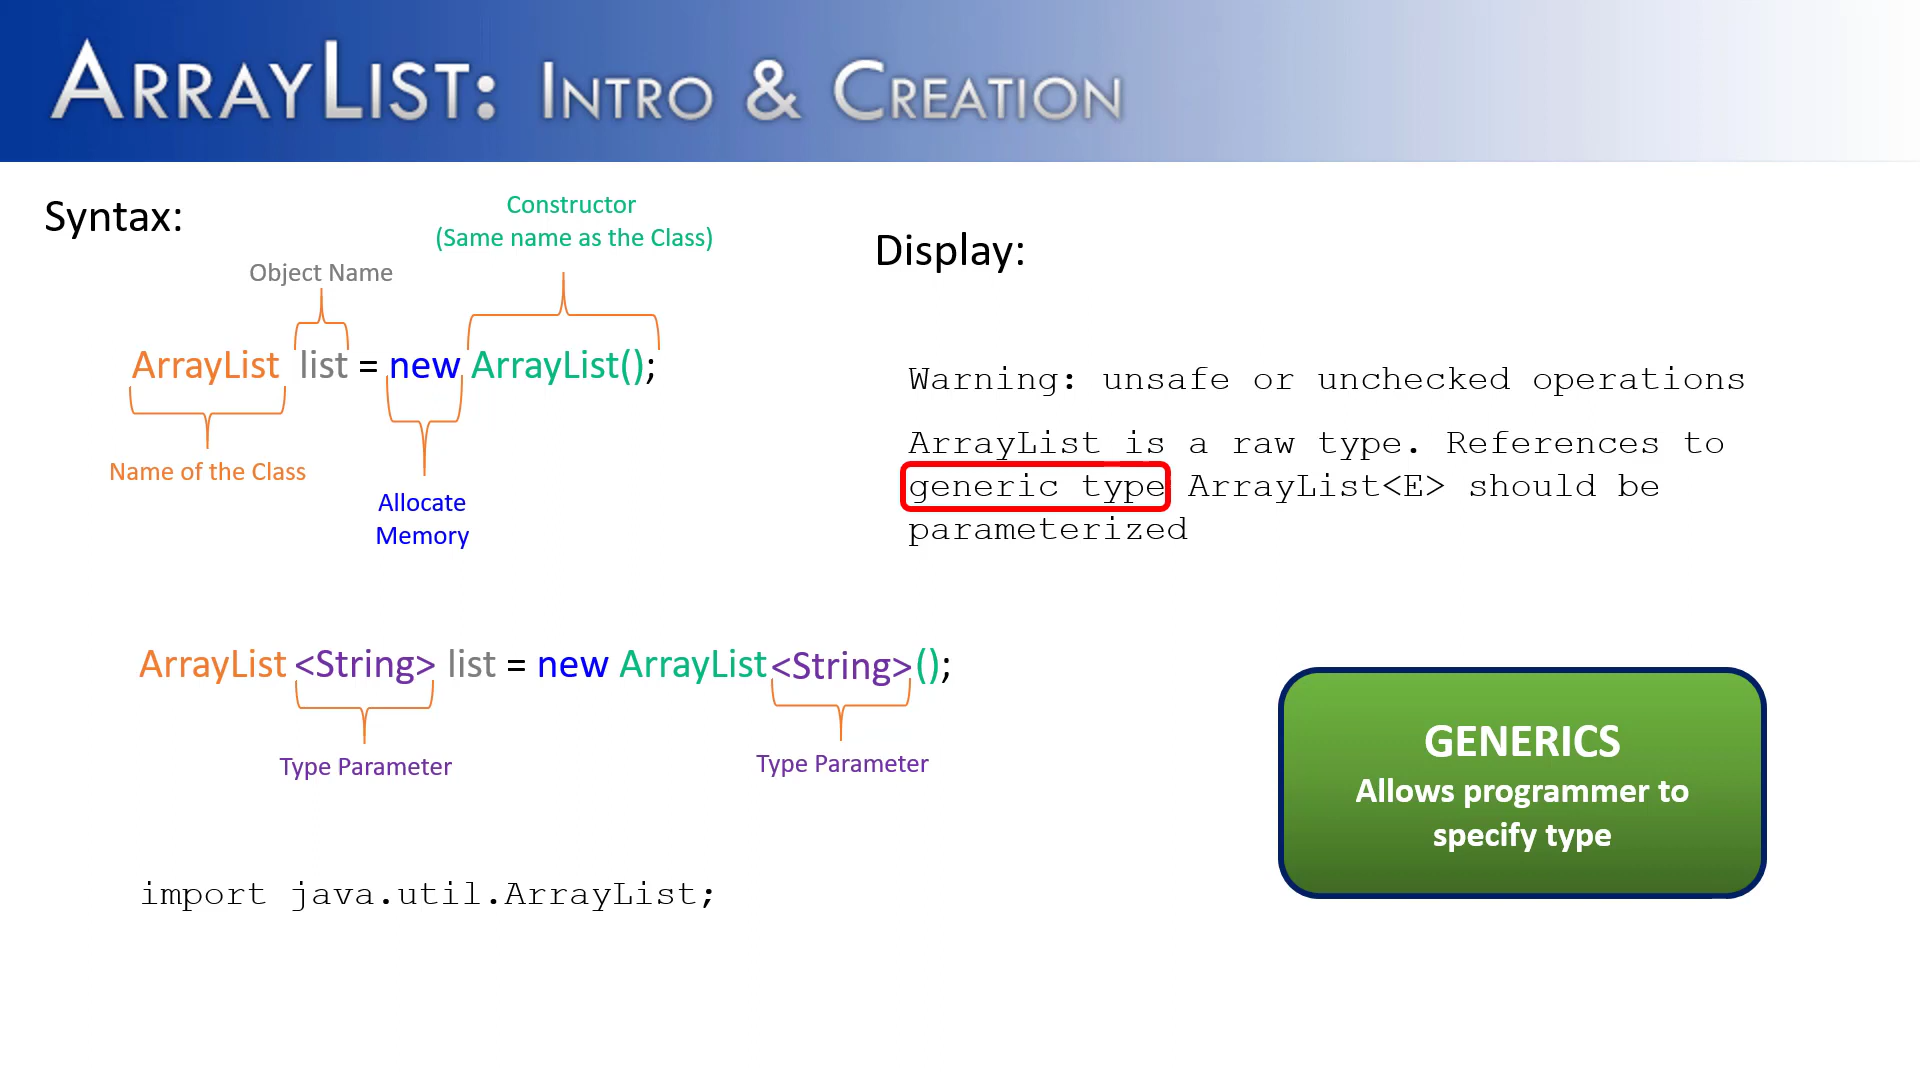 ArrayList: Intro & Creation
Syntax:
Constructor
(Same name as the Class)
Object Name
ArrayList list = new ArrayList();
Name of the Class
Allocate
Memory
Display:
Warning: unsafe or unchecked operations
ArrayList is a raw type. References to
generic type ArrayList<E> should be
parameterized
ArrayList <String> list = new ArrayList<String>();
Type Parameter
Type Parameter
GENERICS
Allows programmer to
specify type
import java.util.ArrayList;